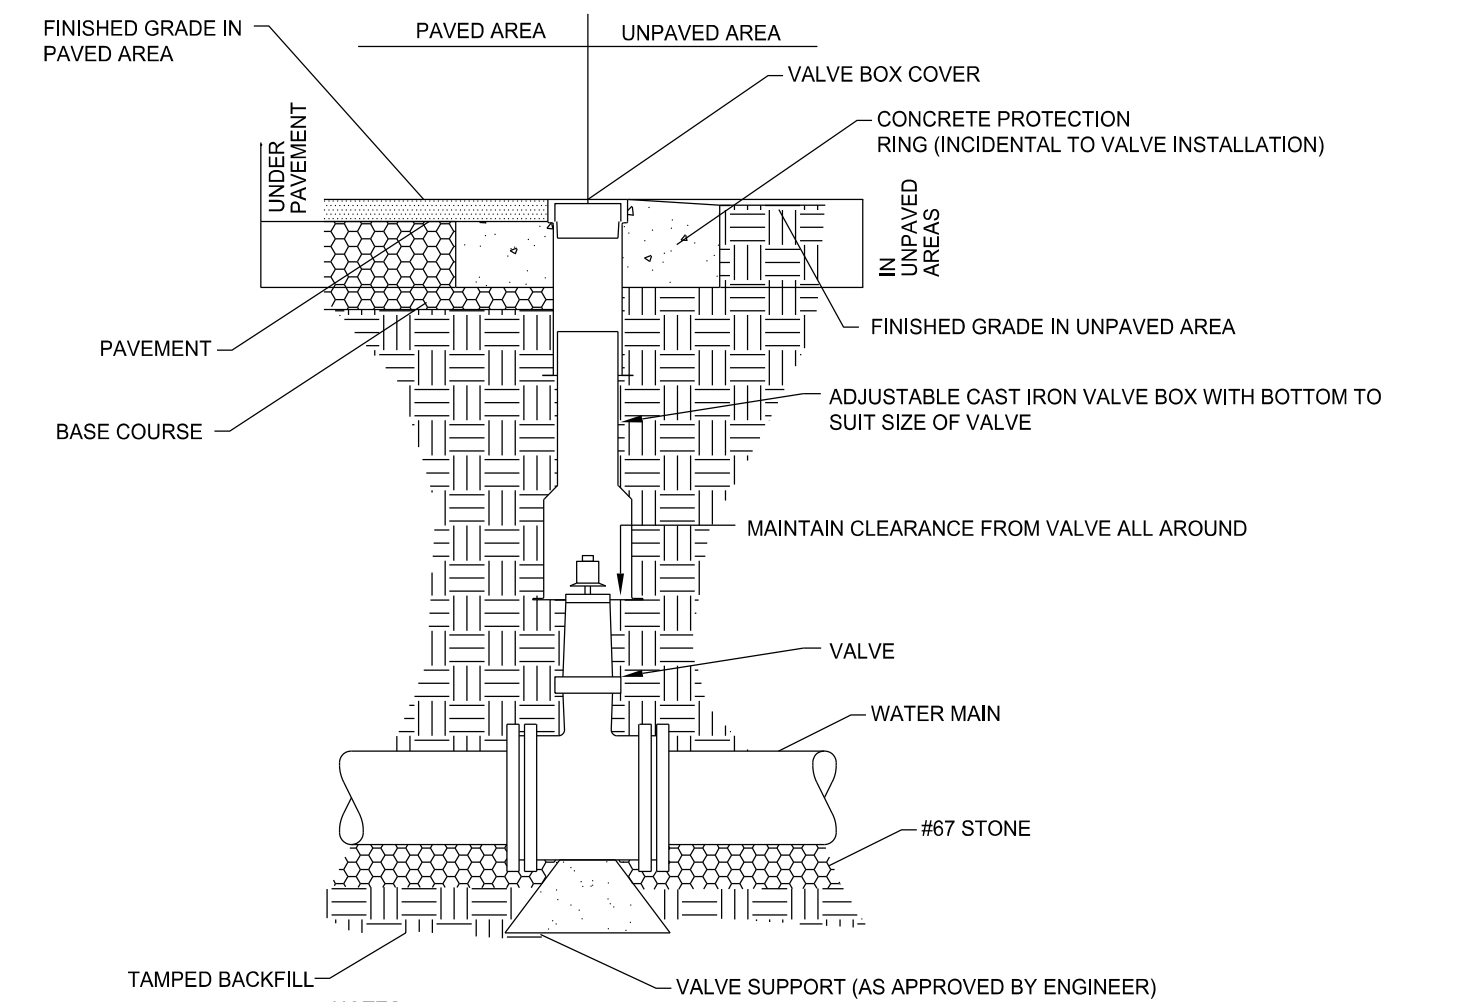 FINISHED GRADE IN
PAVED AREA
PAVED AREA
UNPAVED AREA
VALVE BOX COVER
CONCRETE PROTECTION
RING (INCIDENTAL TO VALVE INSTALLATION)
UNDER
PAVEMENT
IN
UNPAVED
AREAS
FINISHED GRADE IN UNPAVED AREA
PAVEMENT
ADJUSTABLE CAST IRON VALVE BOX WITH BOTTOM TO
SUIT SIZE OF VALVE
BASE COURSE
MAINTAIN CLEARANCE FROM VALVE ALL AROUND
VALVE
WATER MAIN
#67 STONE
TAMPED BACKFILL
VALVE SUPPORT (AS APPROVED BY ENGINEER)